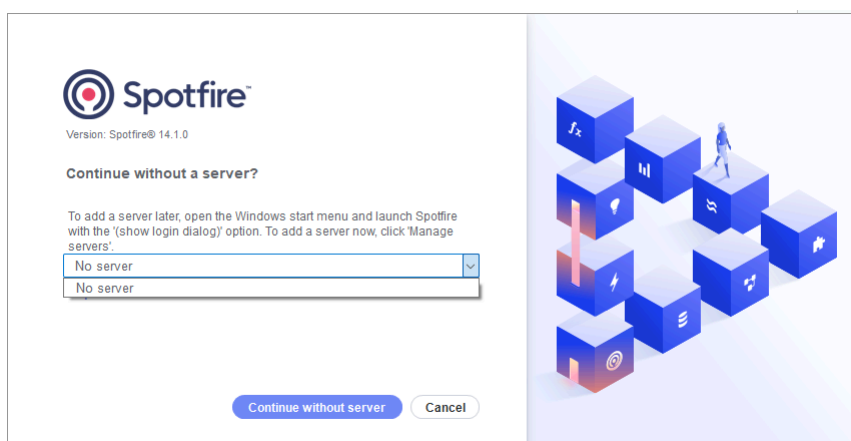 Spotfire™
Version: Spotfire® 14.1.0
Continue without a server?
To add a server later, open the Windows start menu and launch Spotfire
with the '(show login dialog)' option. To add a server now, click 'Manage
servers'.
No server
No server
Continue without server
Cancel
fx